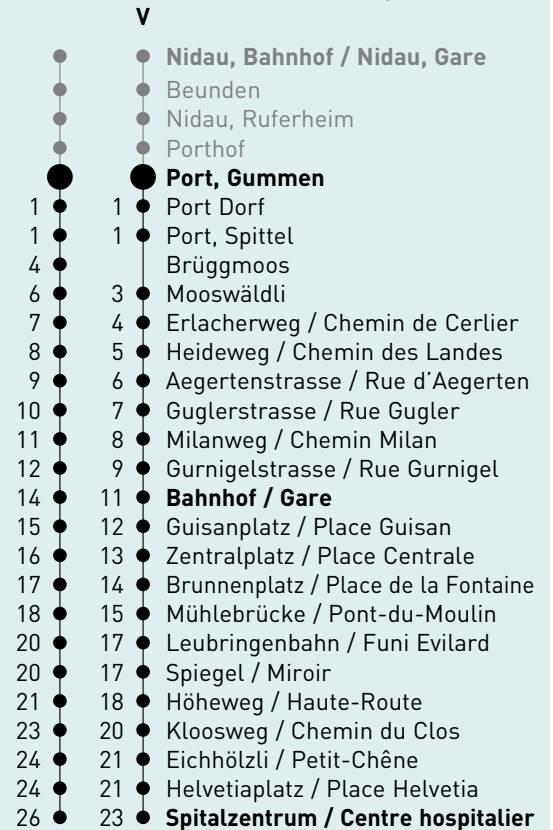 V
Nidau, Bahnhof / Nidau, Gare
Beunden
Nidau, Ruferheim
Porthof
Port, Gummen
1 1 Port Dorf
1 1 Port, Spittel
4 Brüggmoos
6 3 Mooswäldli
7 4 Erlacherweg / Chemin de Cerlier
8 5 Heideweg / Chemin des Landes
9 6 Aegertenstrasse / Rue d'Aegerten
10 7 Guglerstrasse / Rue Gugler
11 8 Milanweg / Chemin Milan
12 9 Gurnigelstrasse / Rue Gurnigel
14 11 Bahnhof / Gare
15 12 Guisanplatz / Place Guisan
16 13 Zentralplatz / Place Centrale
17 14 Brunnenplatz / Place de la Fontaine
18 15 Mühlebrücke / Pont-du-Moulin
20 17 Leubringenbahn / Funi Evilard
20 17 Spiegel / Miroir
21 18 Höheweg / Haute-Route
23 20 Kloosweg / Chemin du Clos
24 21 Eichhölzli / Petit-Chêne
24 21 Helvetiaplatz / Place Helvetia
26 23 Spitalzentrum / Centre hospitalier